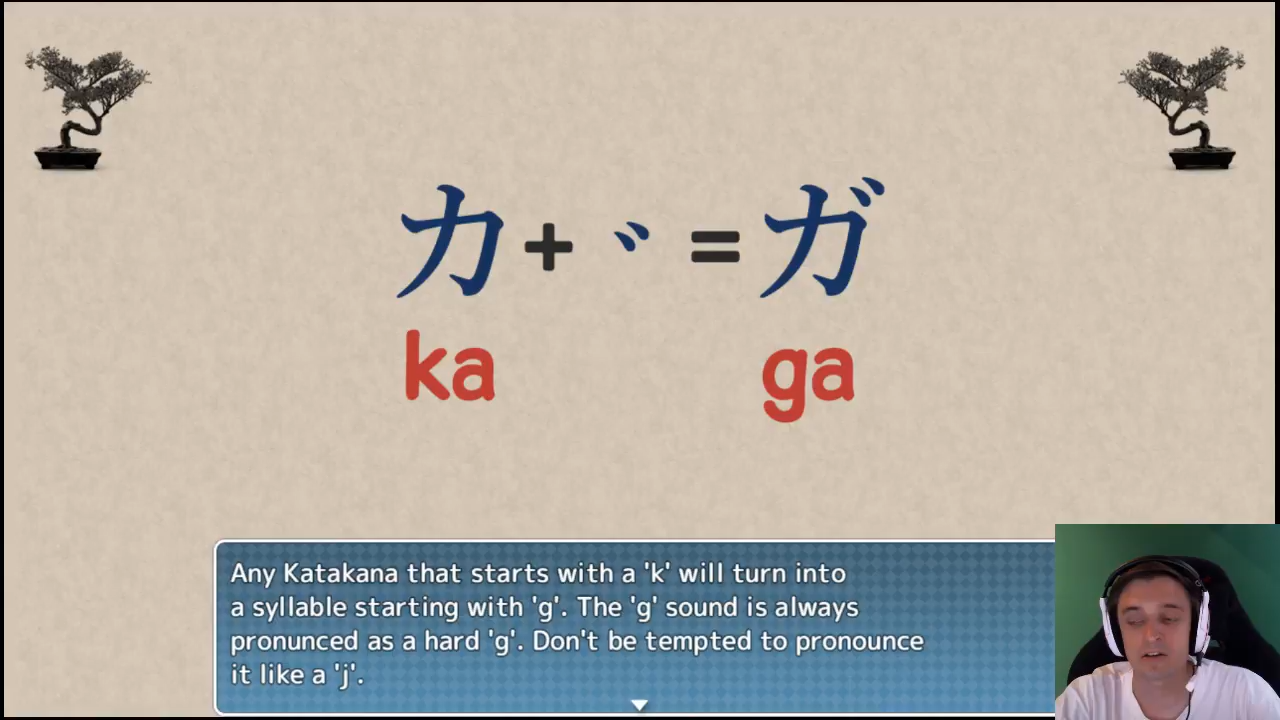 カ + ゛ = ガ
ka ga
Any Katakana that starts with a 'k' will turn into
a syllable starting with 'g'. The 'g' sound is always
pronounced as a hard 'g'. Don't be tempted to pronounce
it like a 'j'.